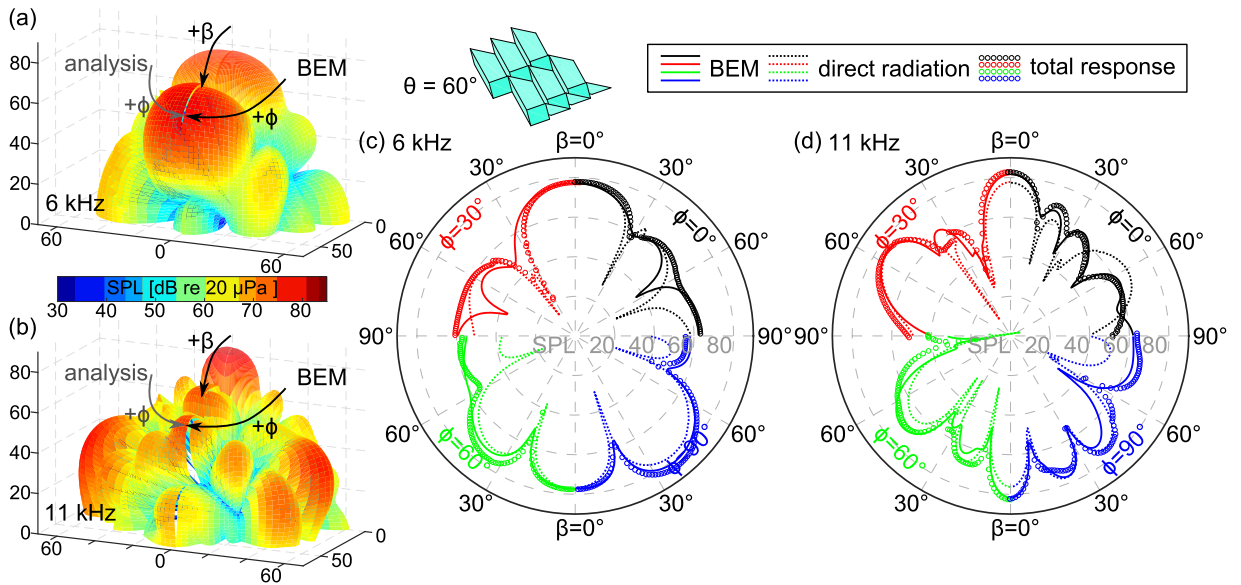 (a)
+β
analysis
BEM
+ϕ
+ϕ
80
60
40
20
0
6 kHz
60
0
60
50
0
SPL [dB re 20 µPa]
30 40 50 60 70 80
(b)
+β
analysis
BEM
+ϕ
+ϕ
80
60
40
20
0
11 kHz
60
0
60
50
0
θ = 60°
BEM direct radiation total response
(c) 6 kHz
β=0°
30° 30°
60° 60°
90° 90°
60° 60°
30° 30°
β=0°
ϕ=30°
ϕ=0°
ϕ=60°
ϕ=90°
SPL 20 40 60 80
(d) 11 kHz
β=0°
30° 30°
60° 60°
90°
60° 60°
30° 30°
β=0°
ϕ=30°
ϕ=0°
ϕ=60°
ϕ=90°
SPL 20 40 60 80